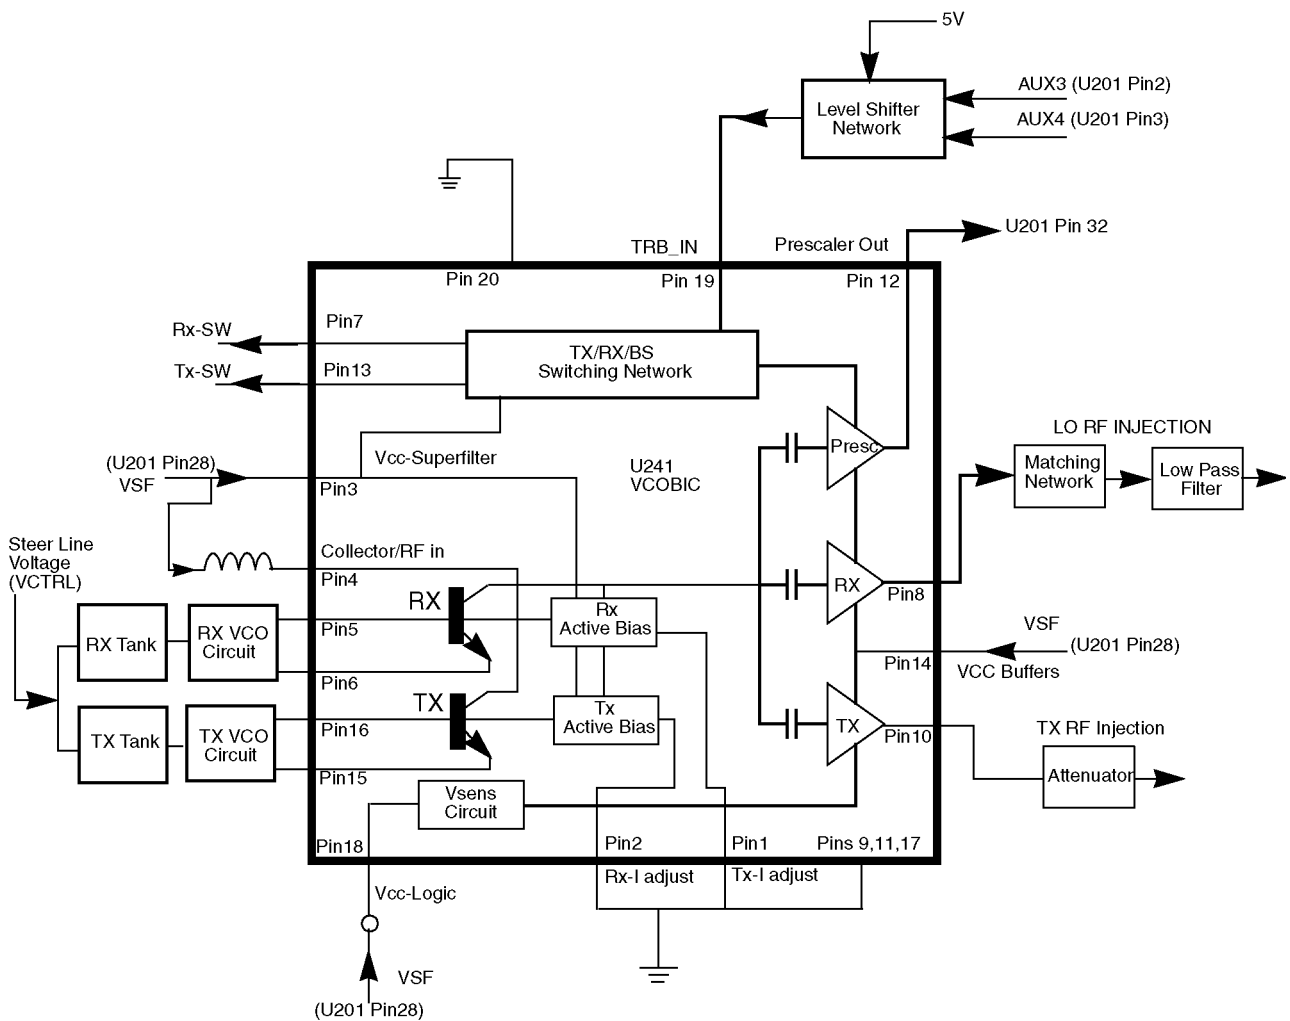 5V
AUX3 (U201 Pin2)
AUX4 (U201 Pin3)
Level Shifter
Network
U201 Pin 32
TRB_IN
Prescaler Out
Pin 20
Pin 19
Pin 12
Rx-SW
Pin7
Tx-SW
Pin13
TX/RX/BS
Switching Network
Presc
LO RF INJECTION
Matching
Network
Low Pass
Filter
(U201 Pin28)
VSF
Vcc-Superfilter
Pin3
U241
VCOBIC
Steer Line
Voltage
(VCTRL)
Collector/RF in
Pin4
RX
RX
Pin8
RX Tank
RX VCO
Circuit
Pin5
Pin6
Rx
Active Bias
VSF
(U201 Pin28)
Pin14
VCC Buffers
TX
TX Tank
TX VCO
Circuit
Pin16
Pin15
Tx
Active Bias
TX
Pin10
TX RF Injection
Attenuator
Vsens
Circuit
Pin18
Pin2
Pin1
Pins 9,11,17
Rx-I adjust
Tx-I adjust
Vcc-Logic
VSF
(U201 Pin28)